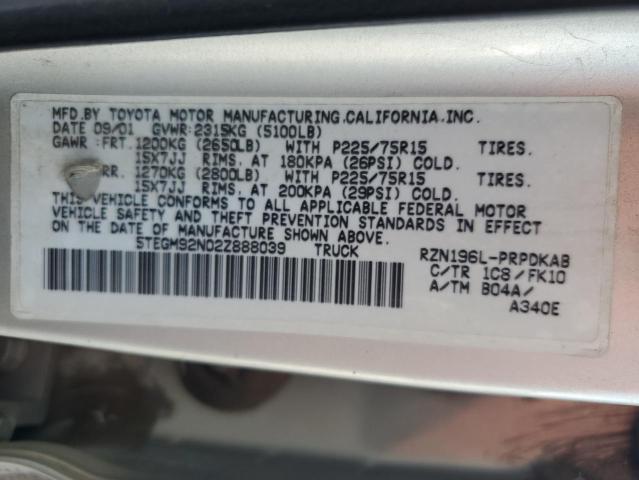 MFD.BY TOYOTA MOTOR MANUFACTURING.CALIFORNIA.INC.
DATE 09/01 GVWR:2315KG (5100LB)
GAWR :FRT.1200KG (2650LB) WITH P225/75R15 TIRES.
15X7JJ RIMS. AT 180KPA (26PSI) COLD.
RR. 1270KG (2800LB) WITH P225/75R15 TIRES.
15X7JJ RIMS. AT 200KPA (29PSI) COLD.
THIS VEHICLE CONFORMS TO ALL APPLICABLE FEDERAL MOTOR
VEHICLE SAFETY AND THEFT PREVENTION STANDARDS IN EFFECT
ON THE DATE OF MANUFACTURE SHOWN ABOVE.
5TEGM92N02Z888039 TRUCK RZN196L-PRPDKAB
C/TR 1C8/FK10
A/TM B04A/
A340E